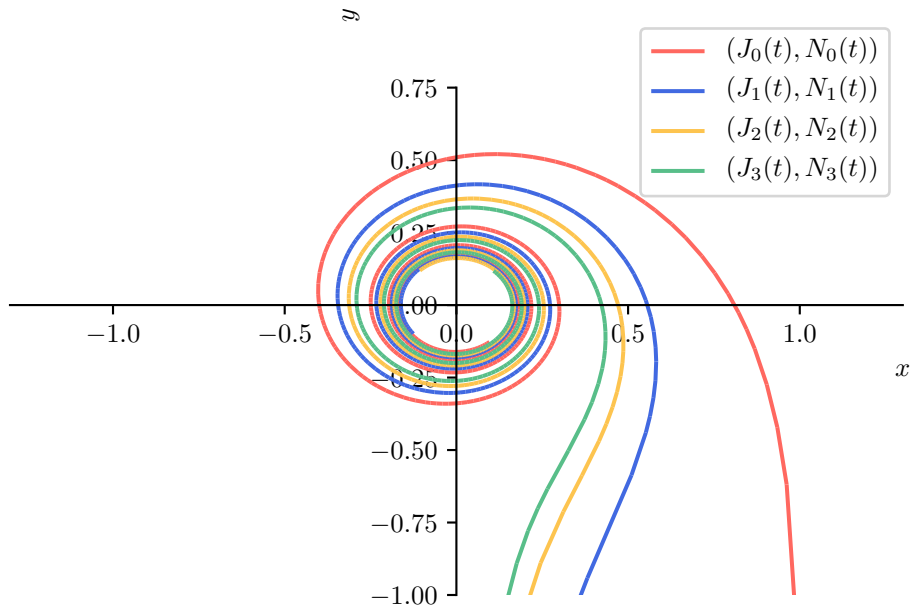 y
(J_0(t), N_0(t))
(J_1(t), N_1(t))
(J_2(t), N_2(t))
(J_3(t), N_3(t))
0.75
0.50
0.25
0.00
−0.25
−0.50
−0.75
−1.00
−1.0
−0.5
0.0
0.5
1.0
x